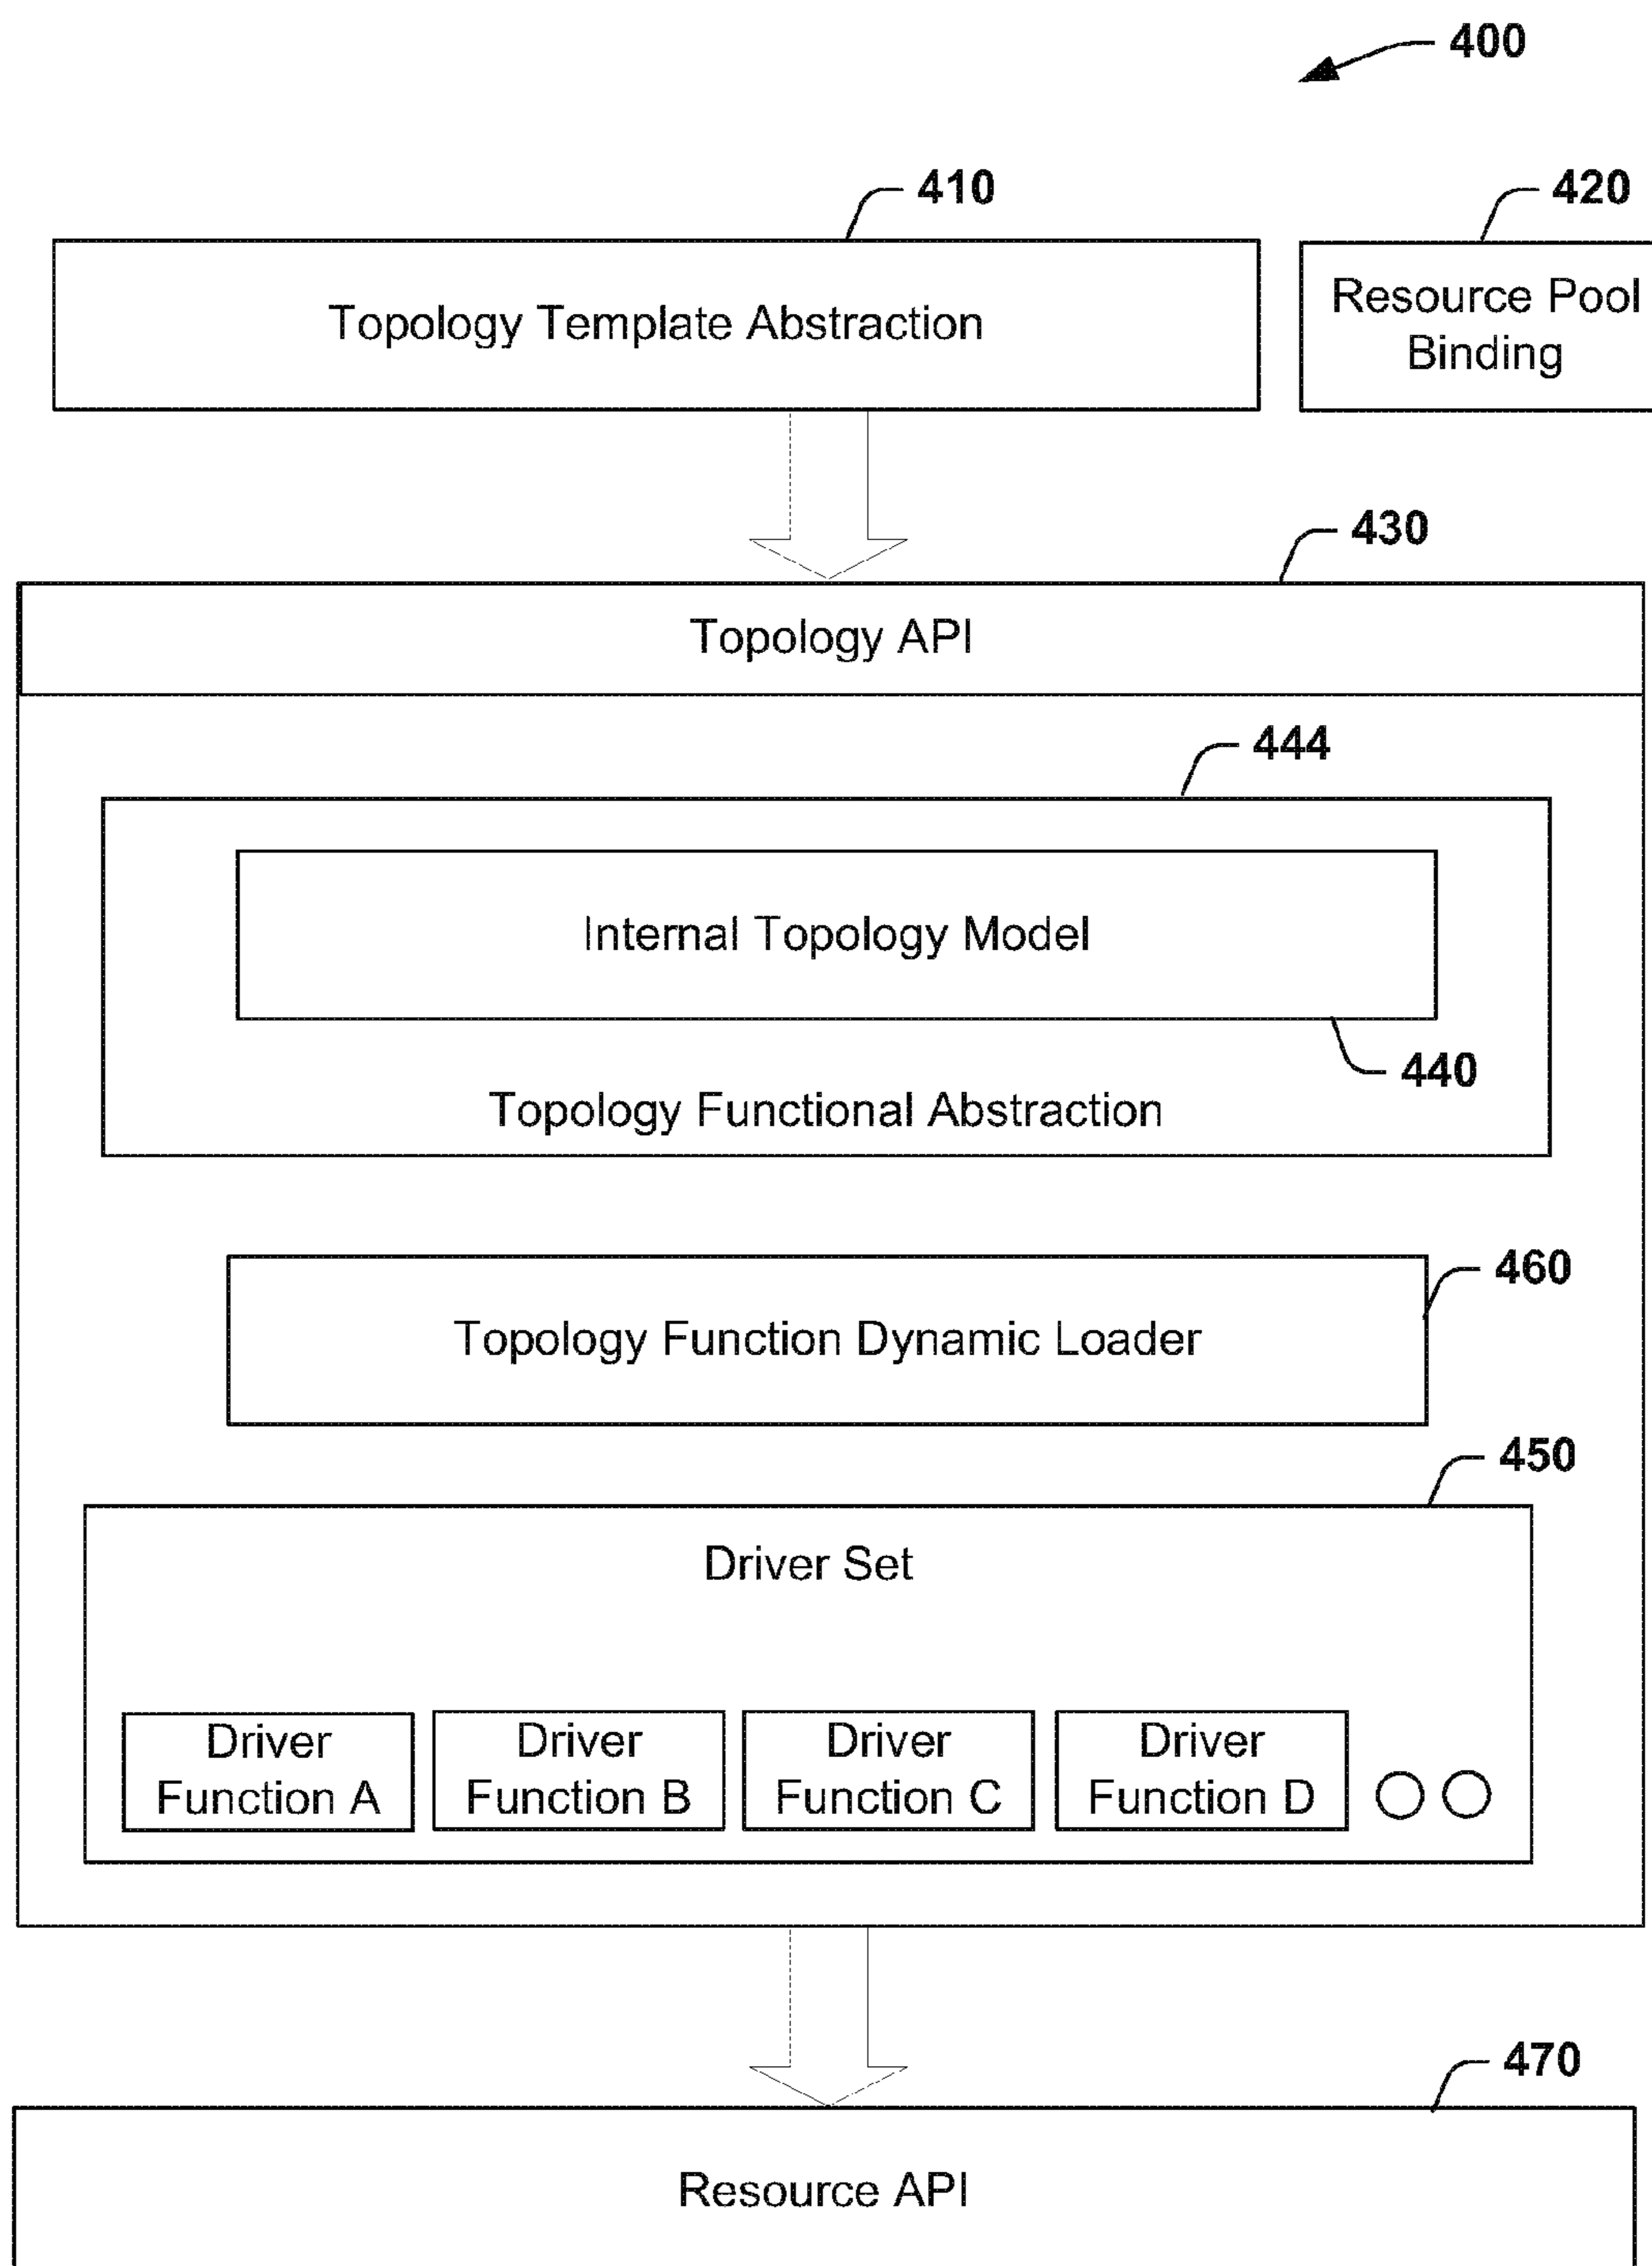 400
410
420
Topology Template Abstraction
Resource Pool
Binding
430
Topology API
444
Internal Topology Model
440
Topology Functional Abstraction
460
Topology Function Dynamic Loader
450
Driver Set
Driver
Function A
Driver
Function B
Driver
Function C
Driver
Function D
470
Resource API